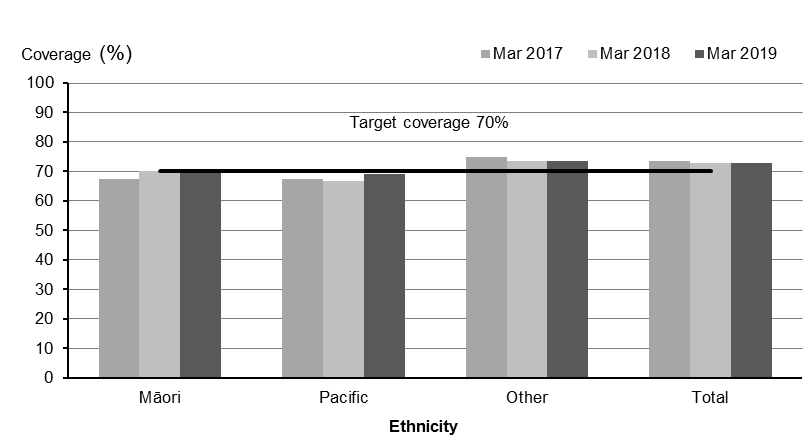 Coverage (%)
Mar 2017 Mar 2018 Mar 2019
100
90
Target coverage 70%
80
70
60
50
40
30
20
10
0
Māori Pacific Other Total
Ethnicity